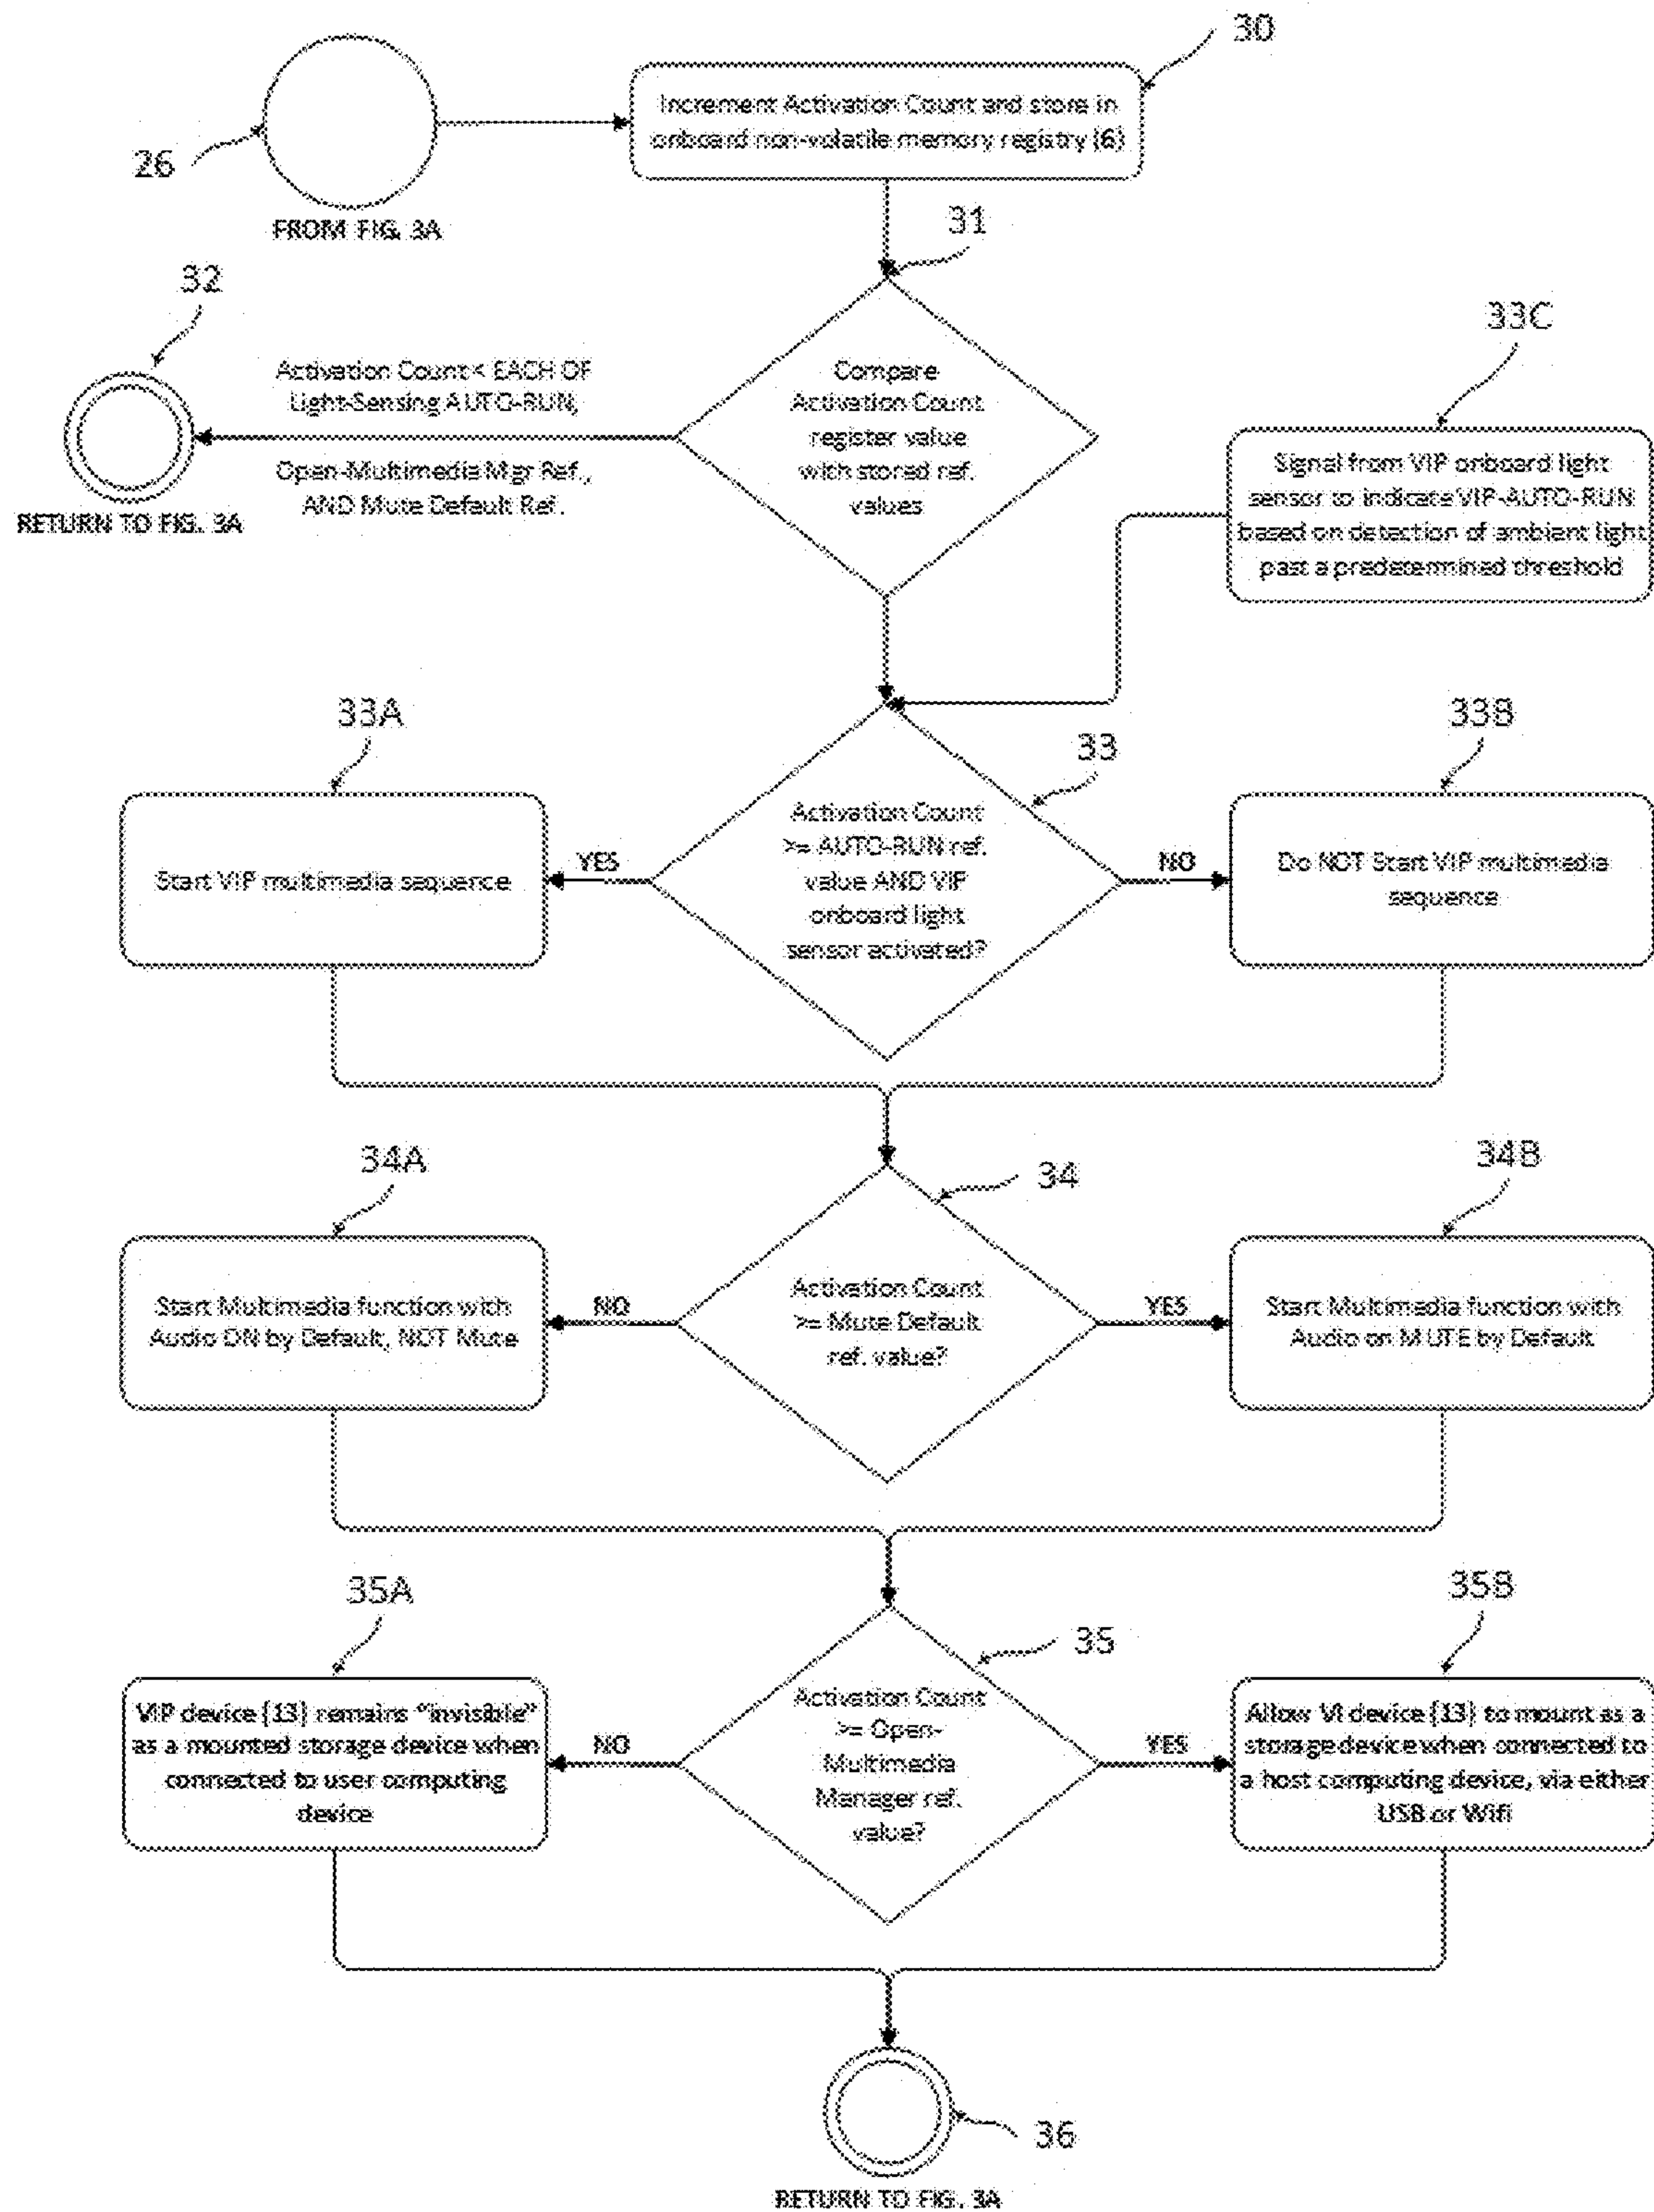 30
Increment Activation Count and store in
onboard non-volatile memory registry (6)
26
FROM FIG. 3A
31
32
33C
Activation Count < EACH OF
Light-Sensing AUTO-RUN,
Open-Multimedia Mgr Ref.,
AND Mute Default Ref.
RETURN TO FIG. 3A
Compare
Activation Count
register value
with stored ref.
values
Signal from VIP onboard light
sensor to indicate VIP-AUTO-RUN
based on detection of ambient light
past a predetermined threshold
33A
33
33B
Start VIP multimedia sequence
YES
Activation Count
>= AUTO-RUN ref.
value AND VIP
onboard light
sensor activated?
NO
Do NOT Start VIP multimedia
sequence
34A
34
34B
Start Multimedia function with
Audio ON by Default, NOT Mute
NO
Activation Count
>= Mute Default
ref. value?
YES
Start Multimedia function with
Audio on MUTE by Default
35A
35
35B
VIP device (13) remains "invisible"
as a mounted storage device when
connected to user computing
device
NO
Activation Count
>= Open-
Multimedia
Manager ref.
value?
YES
Allow VI device (13) to mount as a
storage device when connected to
a host computing device, via either
USB or Wifi
36
RETURN TO FIG. 3A